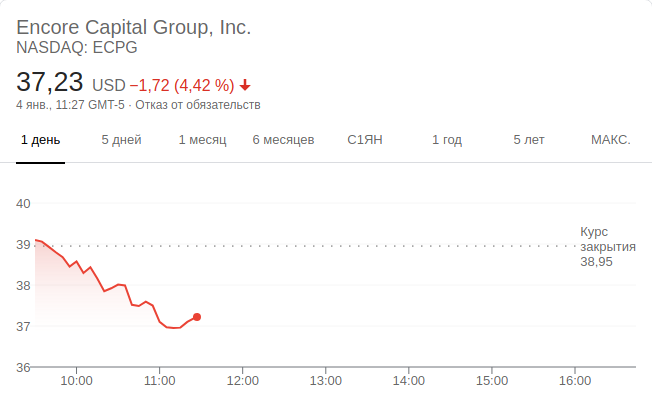 Encore Capital Group, Inc.
NASDAQ: ECPG
37,23 USD −1,72 (4,42 %)
4 янв., 11:27 GMT-5 · Отказ от обязательств
1 день 5 дней 1 месяц 6 месяцев С1ЯН 1 год 5 лет МАКС.
40
39
38
37
36
Курс
закрытия
38,95
10:00 11:00 12:00 13:00 14:00 15:00 16:00